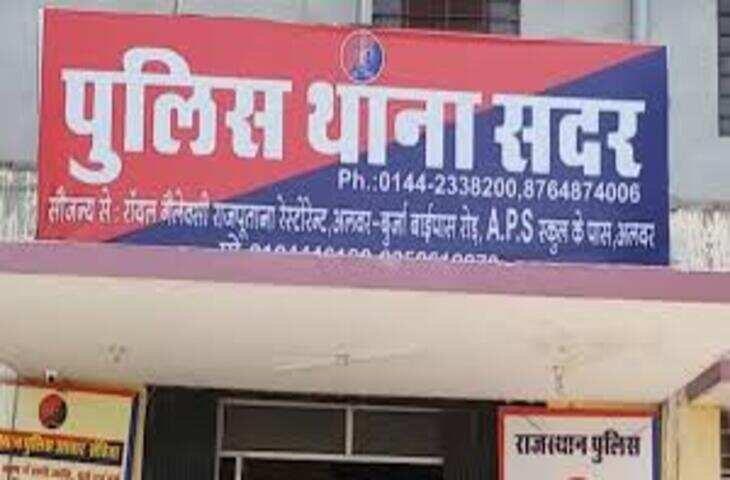 पुलिस थाना सदर
Ph.:0144-2338200,8764874006
सौजन्य से : रॉयल गैलेक्सी राजपूताना रेस्टोरेन्ट,अलवर-बुर्जा बाईपास रोड़, A.P.S स्कूल के पास,अलवर
राजस्थान पुलिस